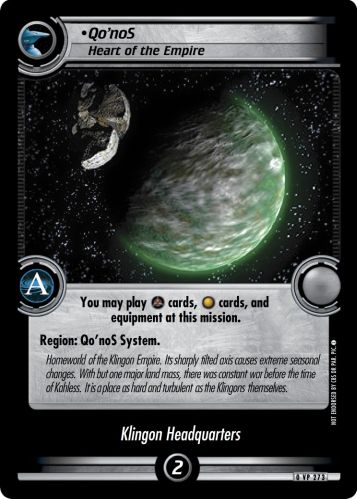 •Qo'noS
Heart of the Empire
A
You may play cards, cards, and
equipment at this mission.
Region: Qo'noS System.
Homeworld of the Klingon Empire. Its sharply tilted axis causes extreme seasonal
changes. With but one major land mass, there was constant war before the time
of Kahless. It is a place as hard and turbulent as the Klingons themselves.
NOT ENDORSED BY CBS OR PAR. PIC.
Klingon Headquarters
2
0 VP 273